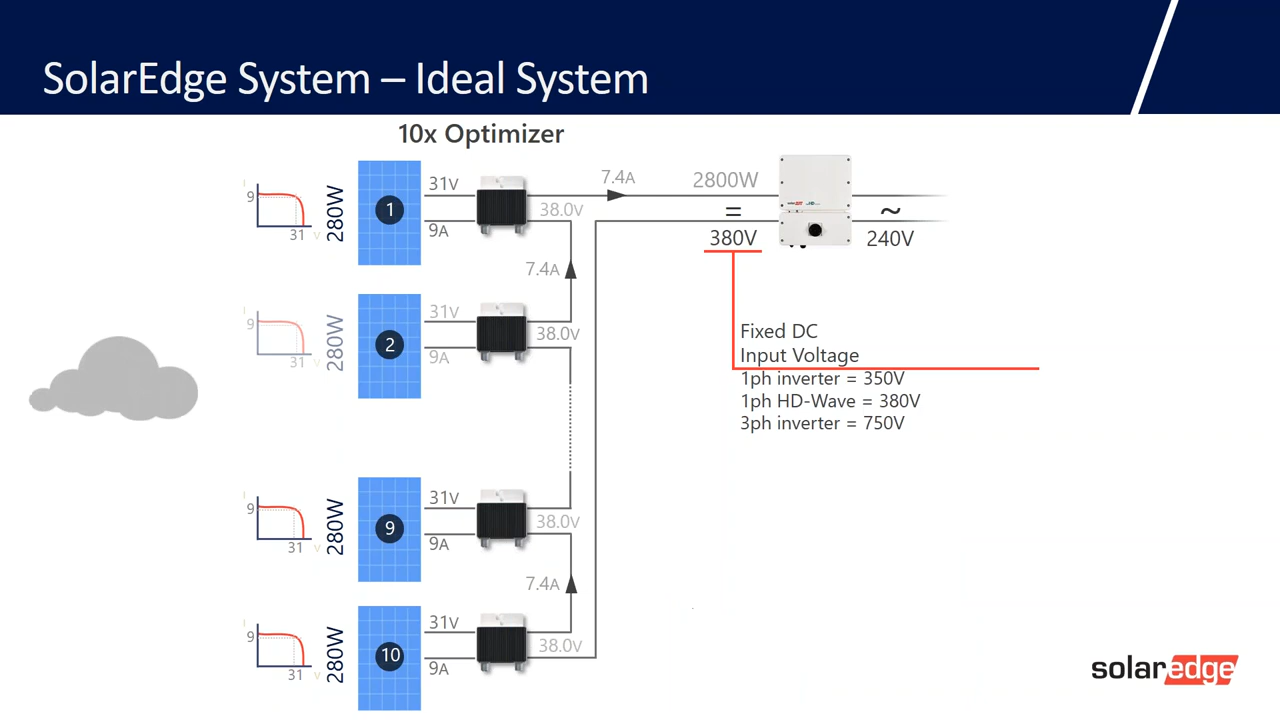 SolarEdge System – Ideal System
10x Optimizer
9
31 V
280W
1
31V
9A
38.0V
7.4A
2800W
=
380V
~
240V
7.4A
9
31 V
280W
2
31V
9A
38.0V
Fixed DC
Input Voltage
1ph inverter = 350V
1ph HD-Wave = 380V
3ph inverter = 750V
9
31 V
280W
9
31V
9A
38.0V
7.4A
9
31 V
280W
10
31V
9A
38.0V
solaredge